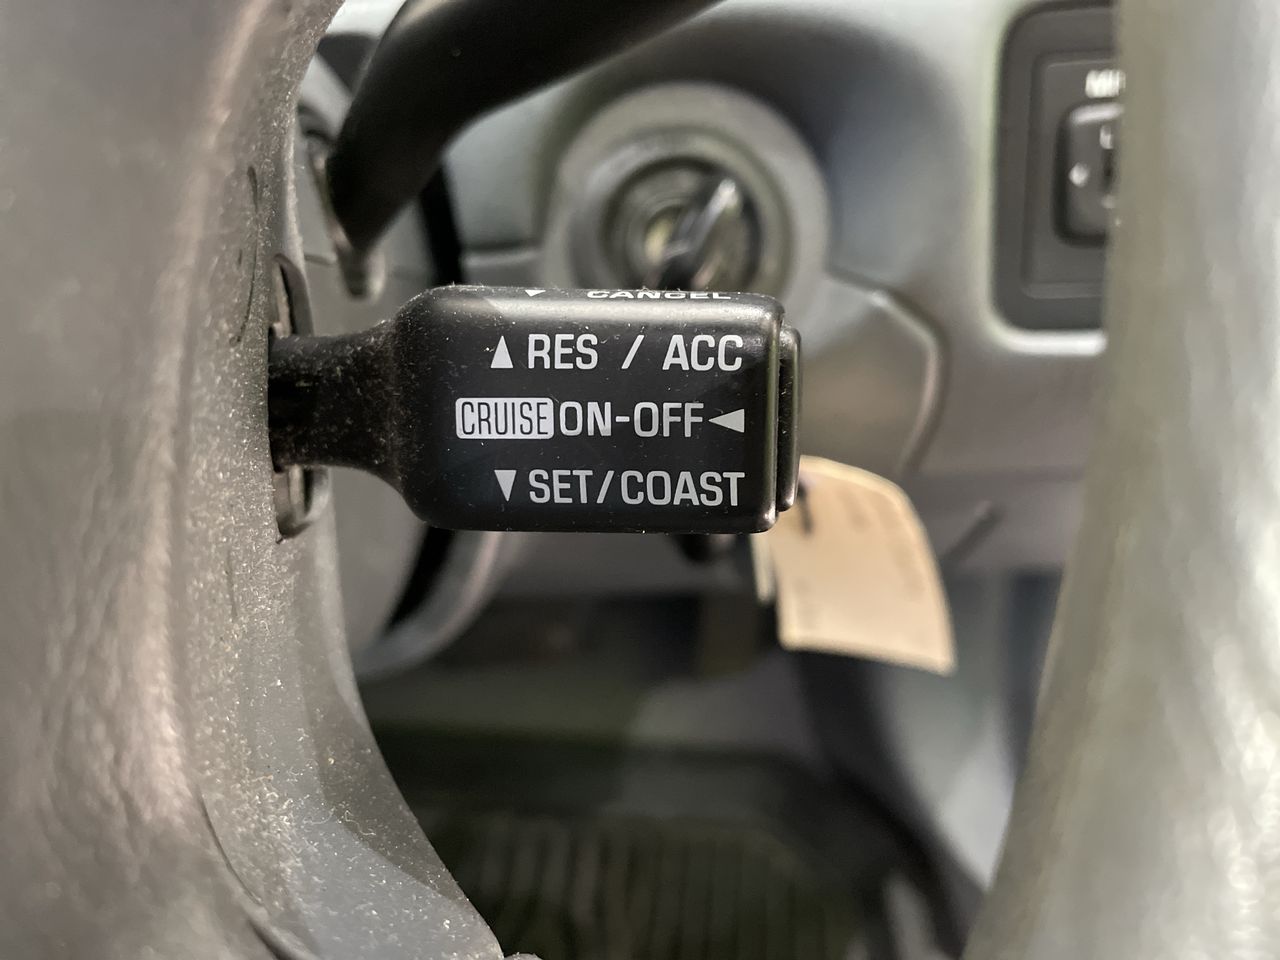 ▼ CANCEL
▲ RES / ACC
CRUISE ON-OFF ◀
▼ SET/COAST